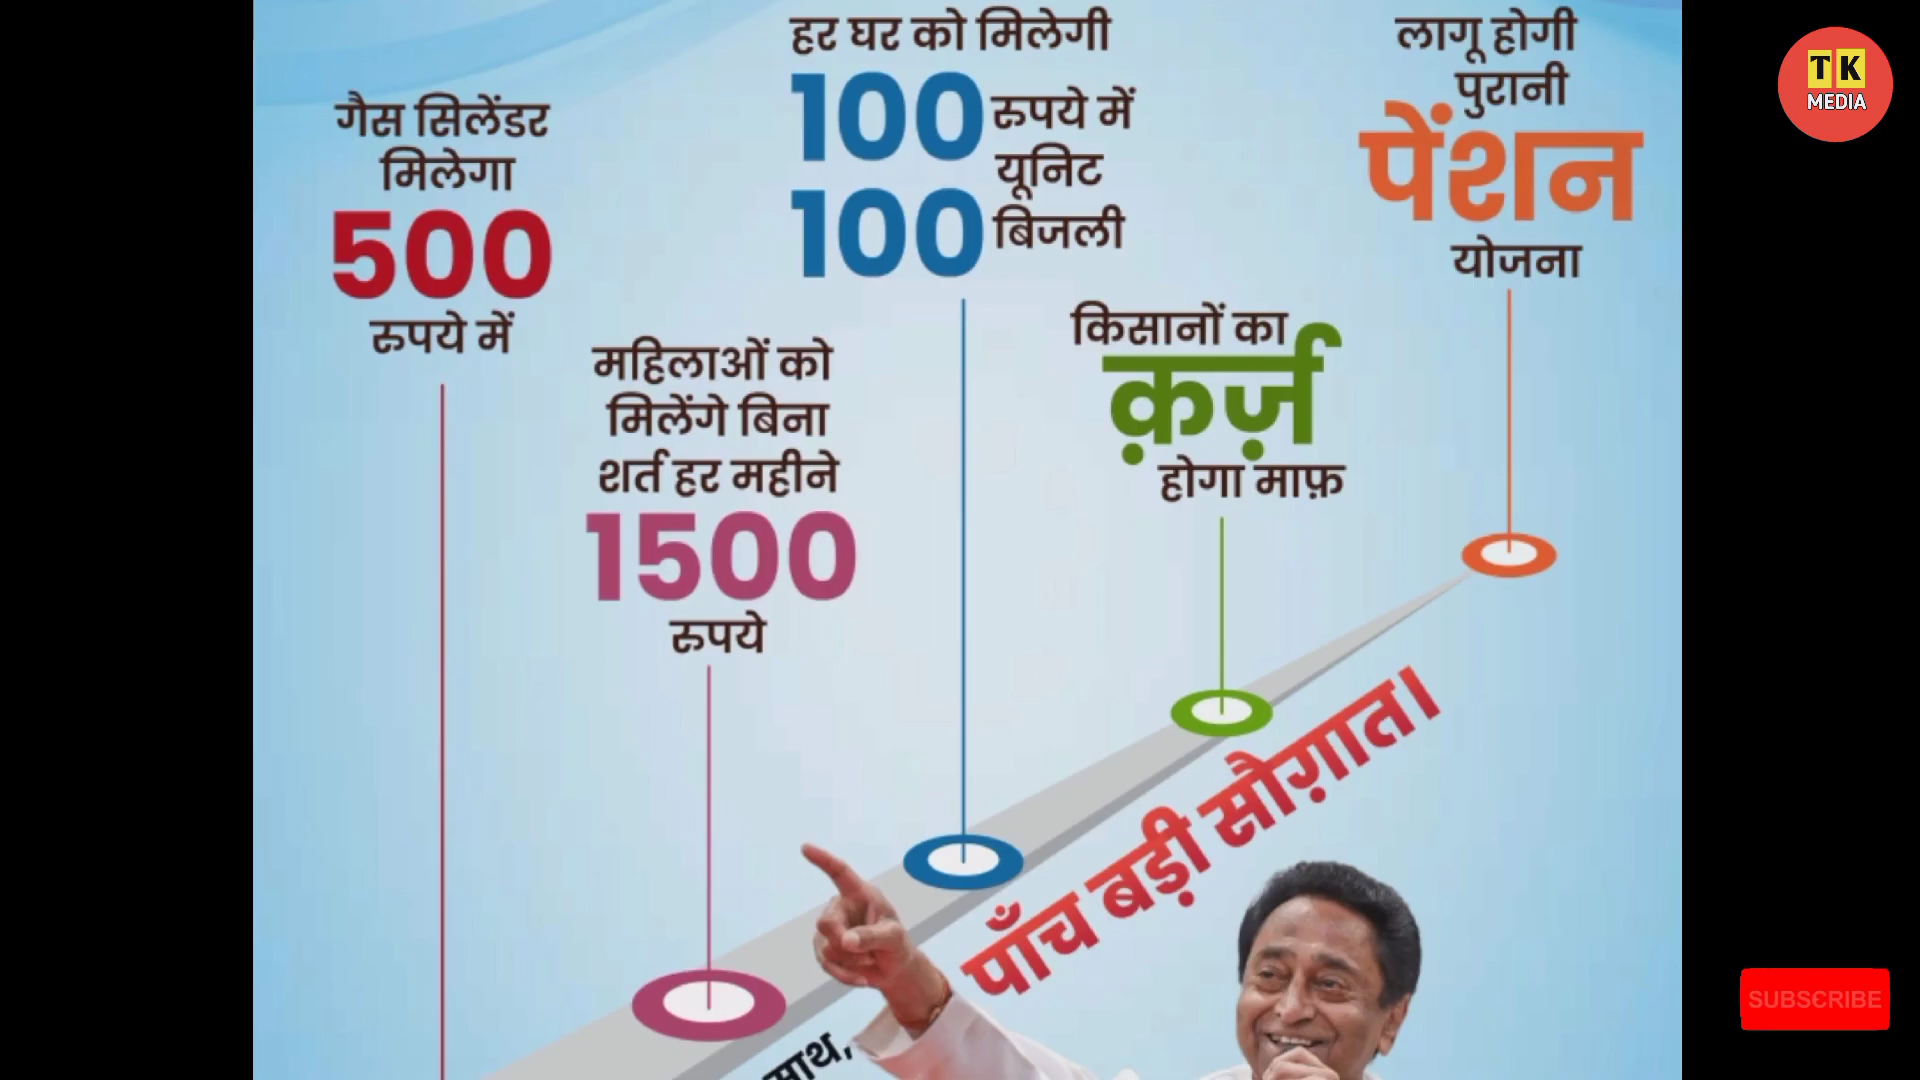 गैस सिलेंडर
मिलेगा
500
रुपये में
महिलाओं को
मिलेंगे बिना
शर्त हर महीने
1500
रुपये
हर घर को मिलेगी
100 रुपये में
यूनिट
100 बिजली
किसानों का
क़र्ज़
होगा माफ़
लागू होगी
पुरानी
पेंशन
योजना
पाँच बड़ी सौग़ात।
TK
MEDIA
SUBSCRIBE